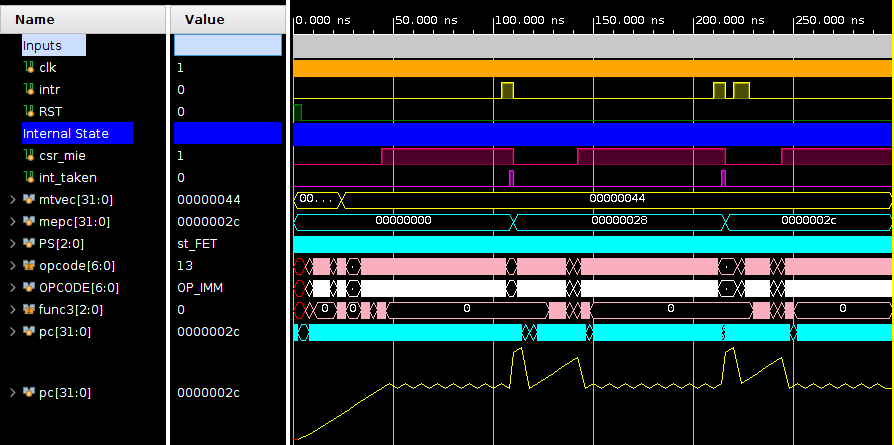 Name Value 0.000 ns 50.000 ns 100.000 ns 150.000 ns 200.000 ns 250.000 ns
Inputs
clk 1
intr 0
RST 0
Internal State
csr_mie 1
int_taken 0
mtvec[31:0] 00000044 00... 00000044
mepc[31:0] 0000002c 00000000 00000028 0000002c
PS[2:0] st_FET
opcode[6:0] 13
OPCODE[6:0] OP_IMM
func3[2:0] 0 0 0 0 0 0
pc[31:0] 0000002c
pc[31:0] 0000002c